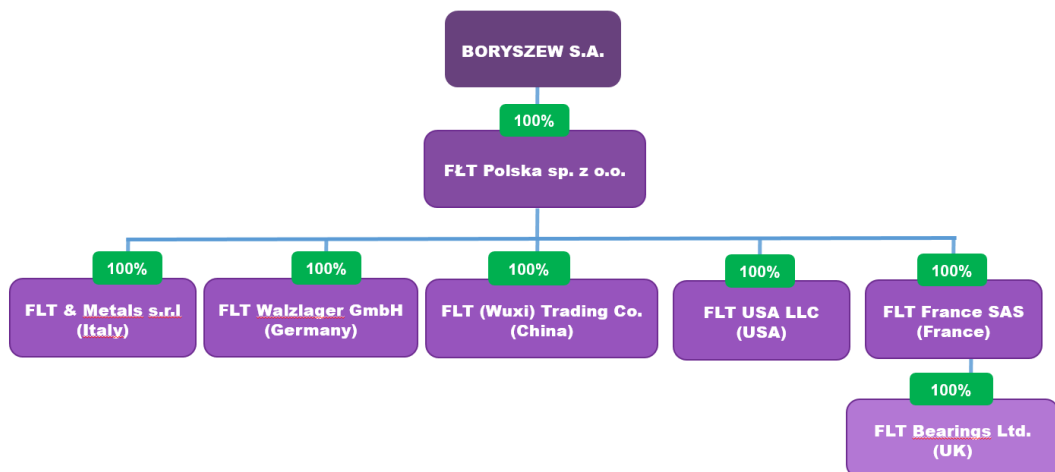 BORYSZEW S.A.
100%
FŁT Polska sp. z o.o.
100%
100%
100%
100%
100%
FLT & Metals s.r.l
(Italy)
FLT Walzlager GmbH
(Germany)
FLT (Wuxi) Trading Co.
(China)
FLT USA LLC
(USA)
FLT France SAS
(France)
100%
FLT Bearings Ltd.
(UK)